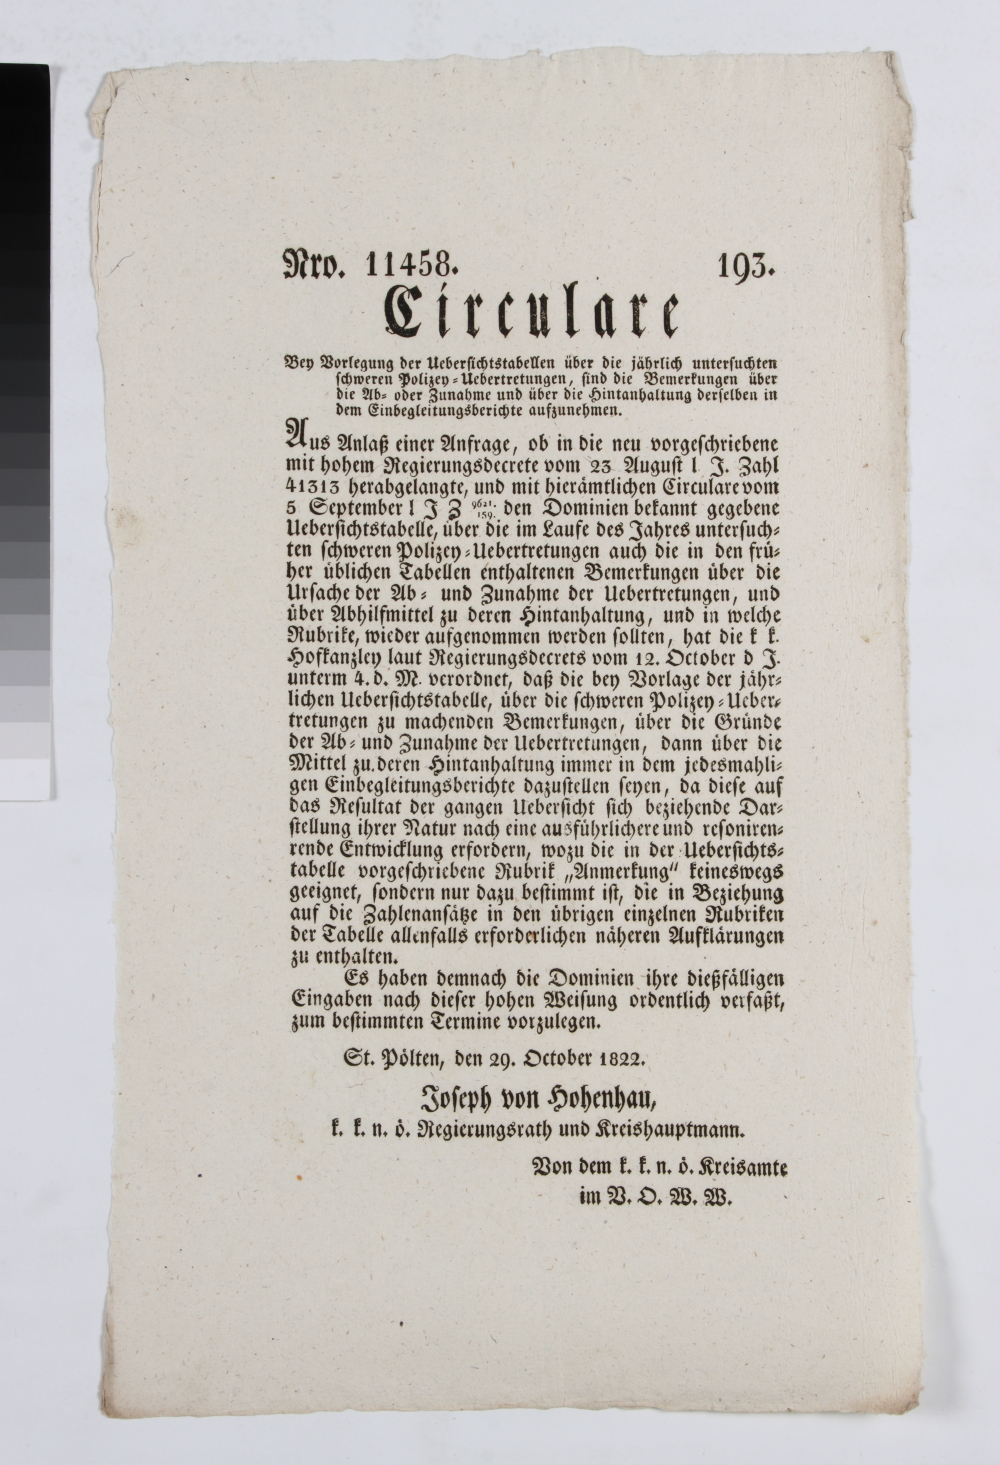 Nro. 11458. 193.
Circulare
Bey Vorlegung der Uebersichtstabellen über die jährlich untersuchten
schweren Polizey-Uebertretungen, sind die Bemerkungen über
die Ab- oder Zunahme und über die Hintanhaltung derselben in
dem Einbegleitungsberichte aufzunehmen.
Aus Anlaß einer Anfrage, ob in die neu vorgeschriebene
mit hohem Regierungsdecrete vom 23 August l J. Zahl
41313 herabgelangte, und mit hierämtlichen Circulare vom
5 September l J Z 9621/159. den Dominien bekannt gegebene
Uebersichtstabelle, über die im Laufe des Jahres untersuch-
ten schweren Polizey-Uebertretungen auch die in den frü-
her üblichen Tabellen enthaltenen Bemerkungen über die
Ursache der Ab- und Zunahme der Uebertretungen, und
über Abhilfmittel zu deren Hintanhaltung, und in welche
Rubrike, wieder aufgenommen werden sollten, hat die k k.
Hofkanzley laut Regierungsdecrets vom 12. October d J.
unterm 4. d. M. verordnet, daß die bey Vorlage der jähr-
lichen Uebersichtstabelle, über die schweren Polizey-Ueber-
tretungen zu machenden Bemerkungen, über die Gründe
der Ab- und Zunahme der Uebertretungen, dann über die
Mittel zu deren Hintanhaltung immer in dem jedesmahli-
gen Einbegleitungsberichte dazustellen seyen, da diese auf
das Resultat der gangen Uebersicht sich beziehende Dar-
stellung ihrer Natur nach eine ausführlichere und resoniren-
rende Entwicklung erfordern, wozu die in der Uebersichts-
tabelle vorgeschriebene Rubrik „Anmerkung“ keineswegs
geeignet, sondern nur dazu bestimmt ist, die in Beziehung
auf die Zahlenansätze in den übrigen einzelnen Rubriken
der Tabelle allenfalls erforderlichen näheren Aufklärungen
zu enthalten.
Es haben demnach die Dominien ihre dießfälligen
Eingaben nach dieser hohen Weisung ordentlich verfaßt,
zum bestimmten Termine vorzulegen.
St. Pölten, den 29. October 1822.
Joseph von Hohenhau,
k. k. n. ö. Regierungsrath und Kreishauptmann.
Von dem k. k. n. ö. Kreisamte
im V. O. W. W.